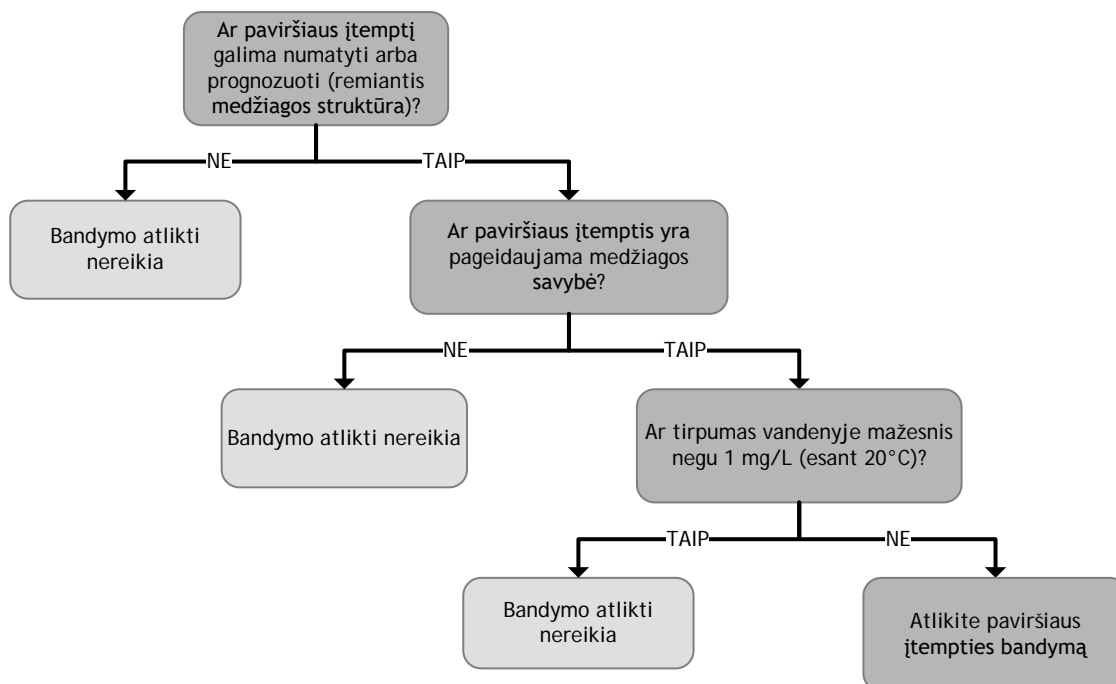 Ar paviršiaus įtemptį
galima numatyti arba
prognozuoti (remiantis
medžiagos struktūra)?
NE
TAIP
Bandymo atlikti
nereikia
Ar paviršiaus įtemptis yra
pageidaujama medžiagos
savybė?
NE
TAIP
Bandymo atlikti nereikia
Ar tirpumas vandenyje mažesnis
negu 1 mg/L (esant 20°C)?
TAIP
NE
Bandymo atlikti
nereikia
Atlikite paviršiaus
įtempties bandymą